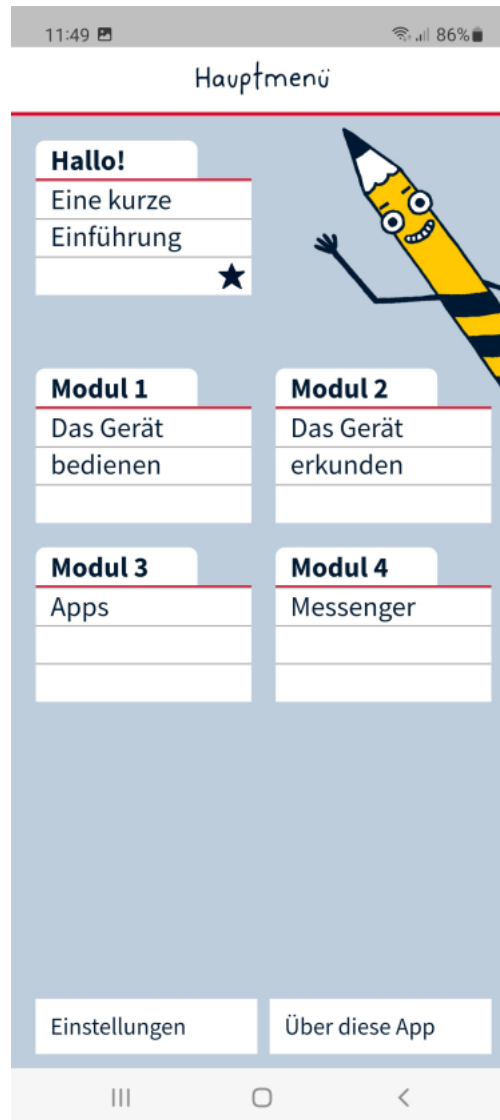 11:49
86%
Hauptmenü
Hallo!
Eine kurze
Einführung
Modul 1
Das Gerät
bedienen
Modul 2
Das Gerät
erkunden
Modul 3
Apps
Modul 4
Messenger
Einstellungen
Über diese App